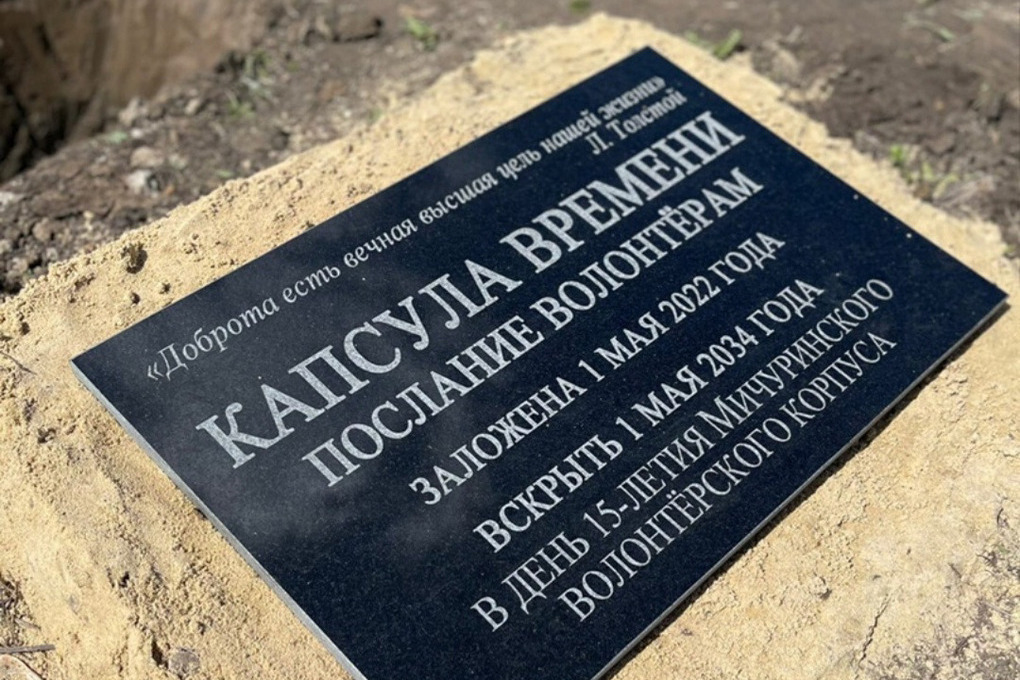 «Доброта есть вечная высшая цель нашей жизни»
Л. Толстой
КАПСУЛА ВРЕМЕНИ
ПОСЛАНИЕ ВОЛОНТЁРАМ
ЗАЛОЖЕНА 1 МАЯ 2022 ГОДА
ВСКРЫТЬ 1 МАЯ 2034 ГОДА
В ДЕНЬ 15-ЛЕТИЯ МИЧУРИНСКОГО
ВОЛОНТЁРСКОГО КОРПУСА